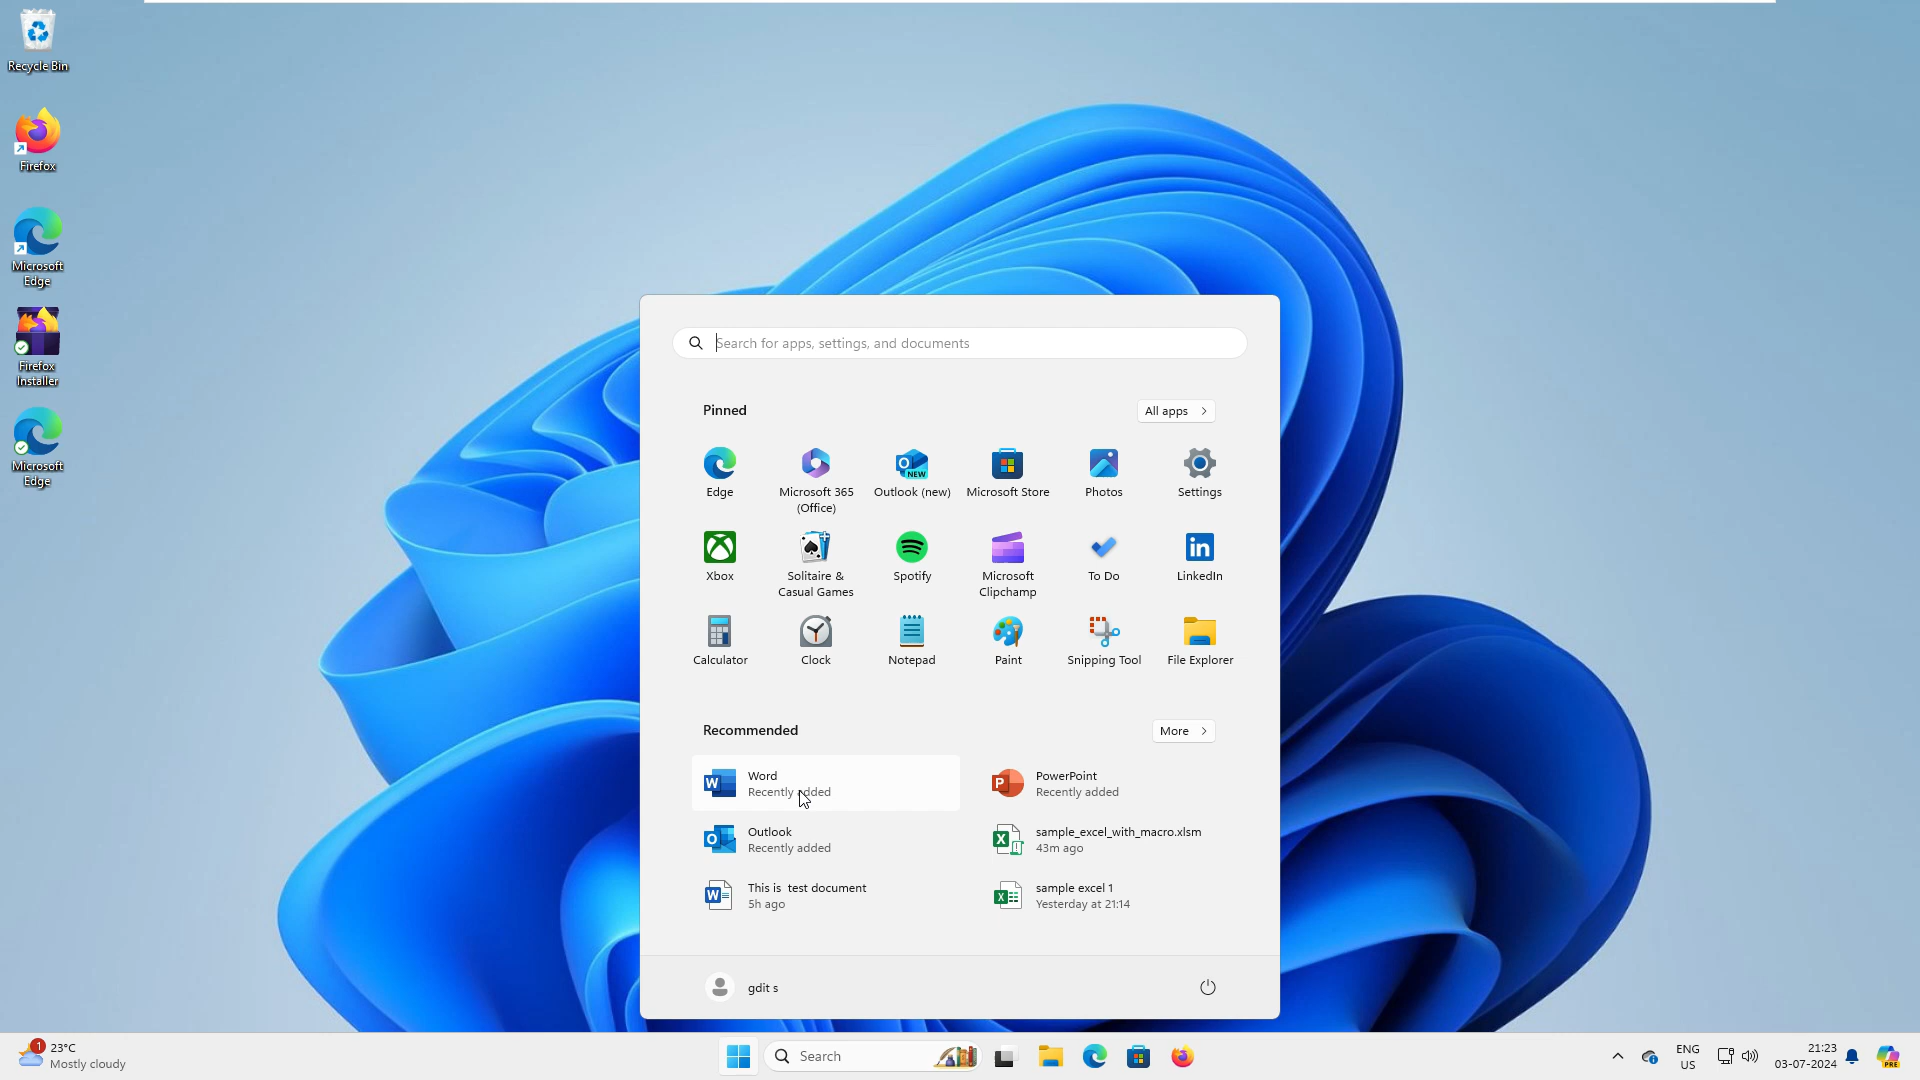 Recycle Bin
Firefox
Microsoft
Edge
Firefox
Installer
Microsoft
Edge
Search for apps, settings, and documents
Pinned
All apps
Edge
Microsoft 365
(Office)
Outlook (new)
Microsoft Store
Photos
Settings
Xbox
Solitaire &
Casual Games
Spotify
Microsoft
Clipchamp
To Do
LinkedIn
Calculator
Clock
Notepad
Paint
Snipping Tool
File Explorer
Recommended
More
Word
Recently added
PowerPoint
Recently added
Outlook
Recently added
sample_excel_with_macro.xlsm
43m ago
This is  test document
5h ago
sample excel 1
Yesterday at 21:14
gdit s
1
23°C
Mostly cloudy
Search
ENG
US
21:23
03-07-2024
PRE
NEW